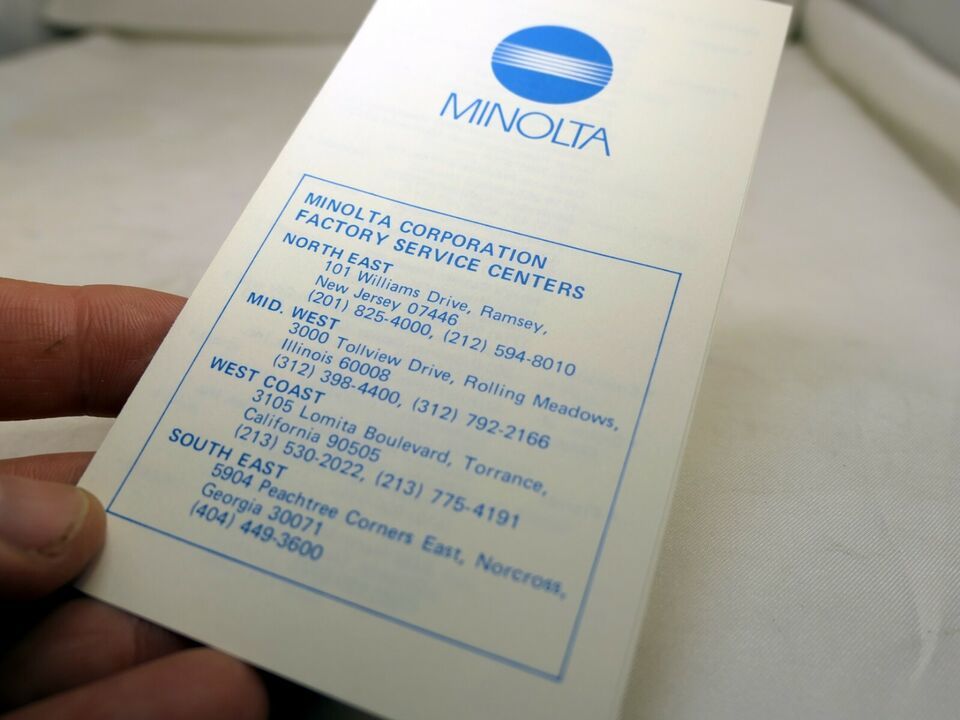 MINOLTA
MINOLTA CORPORATION
FACTORY SERVICE CENTERS
NORTH EAST
101 Williams Drive, Ramsey,
New Jersey 07446
(201) 825-4000, (212) 594-8010
MID. WEST
3000 Tollview Drive, Rolling Meadows,
Illinois 60008
(312) 398-4400, (312) 792-2166
WEST COAST
3105 Lomita Boulevard, Torrance,
California 90505
(213) 530-2022, (213) 775-4191
SOUTH EAST
5904 Peachtree Corners East, Norcross,
Georgia 30071
(404) 449-3600